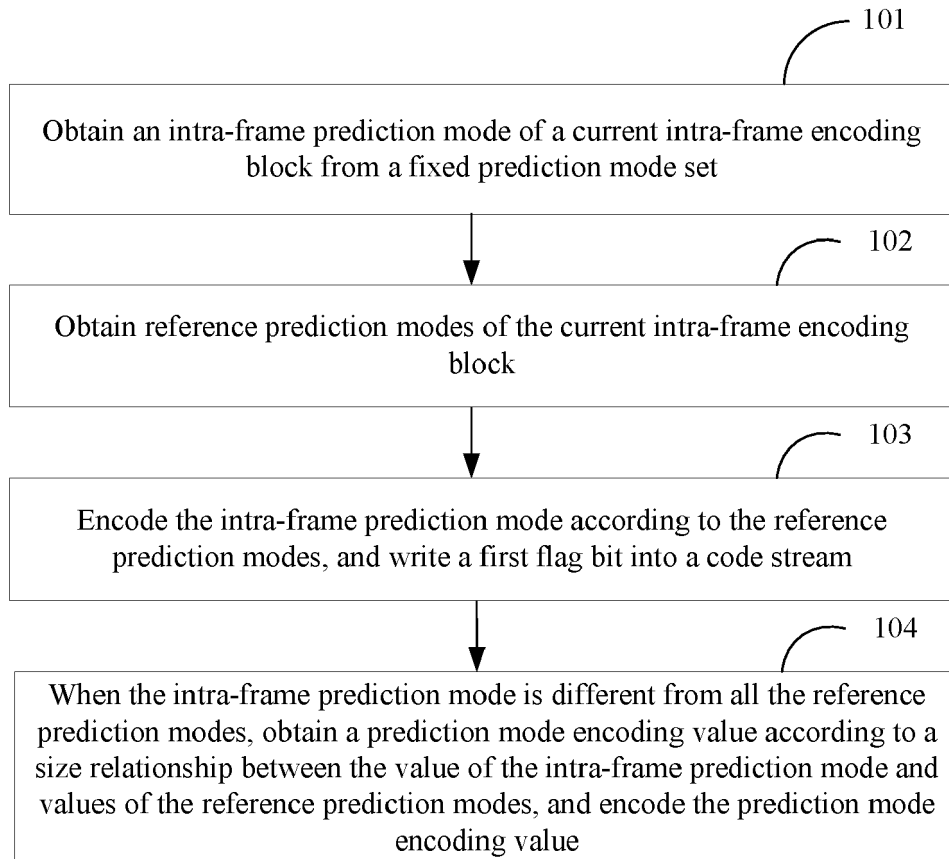 101
Obtain an intra-frame prediction mode of a current intra-frame encoding
block from a fixed prediction mode set
102
Obtain reference prediction modes of the current intra-frame encoding
block
103
Encode the intra-frame prediction mode according to the reference
prediction modes, and write a first flag bit into a code stream
104
When the intra-frame prediction mode is different from all the reference
prediction modes, obtain a prediction mode encoding value according to a
size relationship between the value of the intra-frame prediction mode and
values of the reference prediction modes, and encode the prediction mode
encoding value